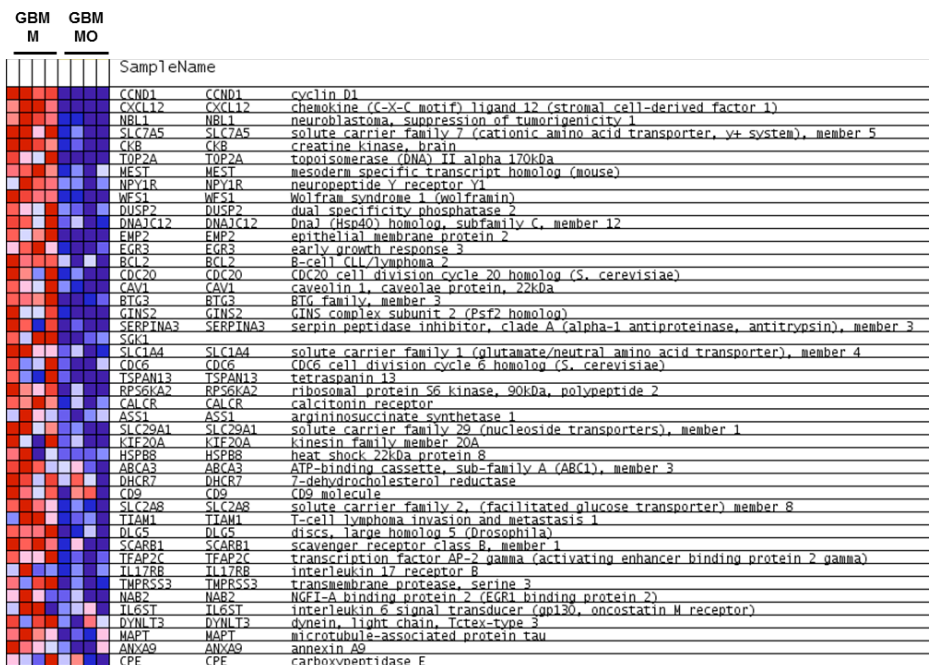 GBM GBM
M MO
SampleName
CCND1 CCND1 cyclin D1
CXCL12 CXCL12 chemokine (C-X-C motif) ligand 12 (stromal cell-derived factor 1)
NBL1 NBL1 neuroblastoma, suppression of tumorigenicity 1
SLC7A5 SLC7A5 solute carrier family 7 (cationic amino acid transporter, y+ system), member 5
CKB CKB creatine kinase, brain
TOP2A TOP2A topoisomerase (DNA) II alpha 170kDa
MEST MEST mesoderm specific transcript homolog (mouse)
NPY1R NPY1R neuropeptide Y receptor Y1
WFS1 WFS1 Wolfram syndrome 1 (wolframin)
DUSP2 DUSP2 dual specificity phosphatase 2
DNAJC12 DNAJC12 DnaJ (Hsp40) homolog, subfamily C, member 12
EMP2 EMP2 epithelial membrane protein 2
EGR3 EGR3 early growth response 3
BCL2 BCL2 B-cell CLL/lymphoma 2
CDC20 CDC20 CDC20 cell division cycle 20 homolog (S. cerevisiae)
CAV1 CAV1 caveolin 1, caveolae protein, 22kDa
BTG3 BTG3 BTG family, member 3
GINS2 GINS2 GINS complex subunit 2 (Psf2 homolog)
SERPINA3 SERPINA3 serpin peptidase inhibitor, clade A (alpha-1 antiproteinase, antitrypsin), member 3
SGK1
SLC1A4 SLC1A4 solute carrier family 1 (glutamate/neutral amino acid transporter), member 4
CDC6 CDC6 CDC6 cell division cycle 6 homolog (S. cerevisiae)
TSPAN13 TSPAN13 tetraspanin 13
RPS6KA2 RPS6KA2 ribosomal protein S6 kinase, 90kDa, polypeptide 2
CALCR CALCR calcitonin receptor
ASS1 ASS1 argininosuccinate synthetase 1
SLC29A1 SLC29A1 solute carrier family 29 (nucleoside transporters), member 1
KIF20A KIF20A kinesin family member 20A
HSPB8 HSPB8 heat shock 22kDa protein 8
ABCA3 ABCA3 ATP-binding cassette, sub-family A (ABC1), member 3
DHCR7 DHCR7 7-dehydrocholesterol reductase
CD9 CD9 CD9 molecule
SLC2A8 SLC2A8 solute carrier family 2, (facilitated glucose transporter) member 8
TIAM1 TIAM1 T-cell lymphoma invasion and metastasis 1
DLG5 DLG5 discs, large homolog 5 (Drosophila)
SCARB1 SCARB1 scavenger receptor class B, member 1
TFAP2C TFAP2C transcription factor AP-2 gamma (activating enhancer binding protein 2 gamma)
IL17RB IL17RB interleukin 17 receptor B
TMPRSS3 TMPRSS3 transmembrane protease, serine 3
NAB2 NAB2 NGFI-A binding protein 2 (EGR1 binding protein 2)
IL6ST IL6ST interleukin 6 signal transducer (gp130, oncostatin M receptor)
DYNLT3 DYNLT3 dynein, light chain, Tctex-type 3
MAPT MAPT microtubule-associated protein tau
ANXA9 ANXA9 annexin A9
CPE CPE carboxypeptidase E